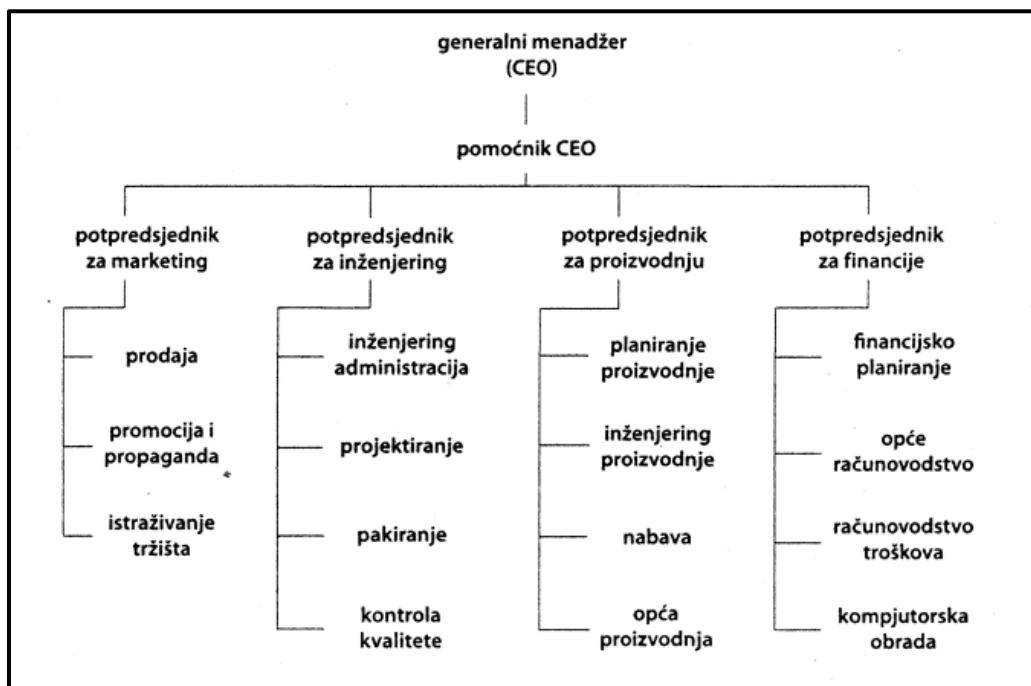 generalni menadžer
(CEO)
pomoćnik CEO
potpredsjednik
za marketing
potpredsjednik
za inženjering
potpredsjednik
za proizvodnju
potpredsjednik
za financije
prodaja
promocija i
propaganda
istraživanje
tržišta
inženjering
administracija
projektiranje
pakiranje
kontrola
kvalitete
planiranje
proizvodnje
inženjering
proizvodnje
nabava
opća
proizvodnja
financijsko
planiranje
opće
računovodstvo
računovodstvo
troškova
kompjutorska
obrada